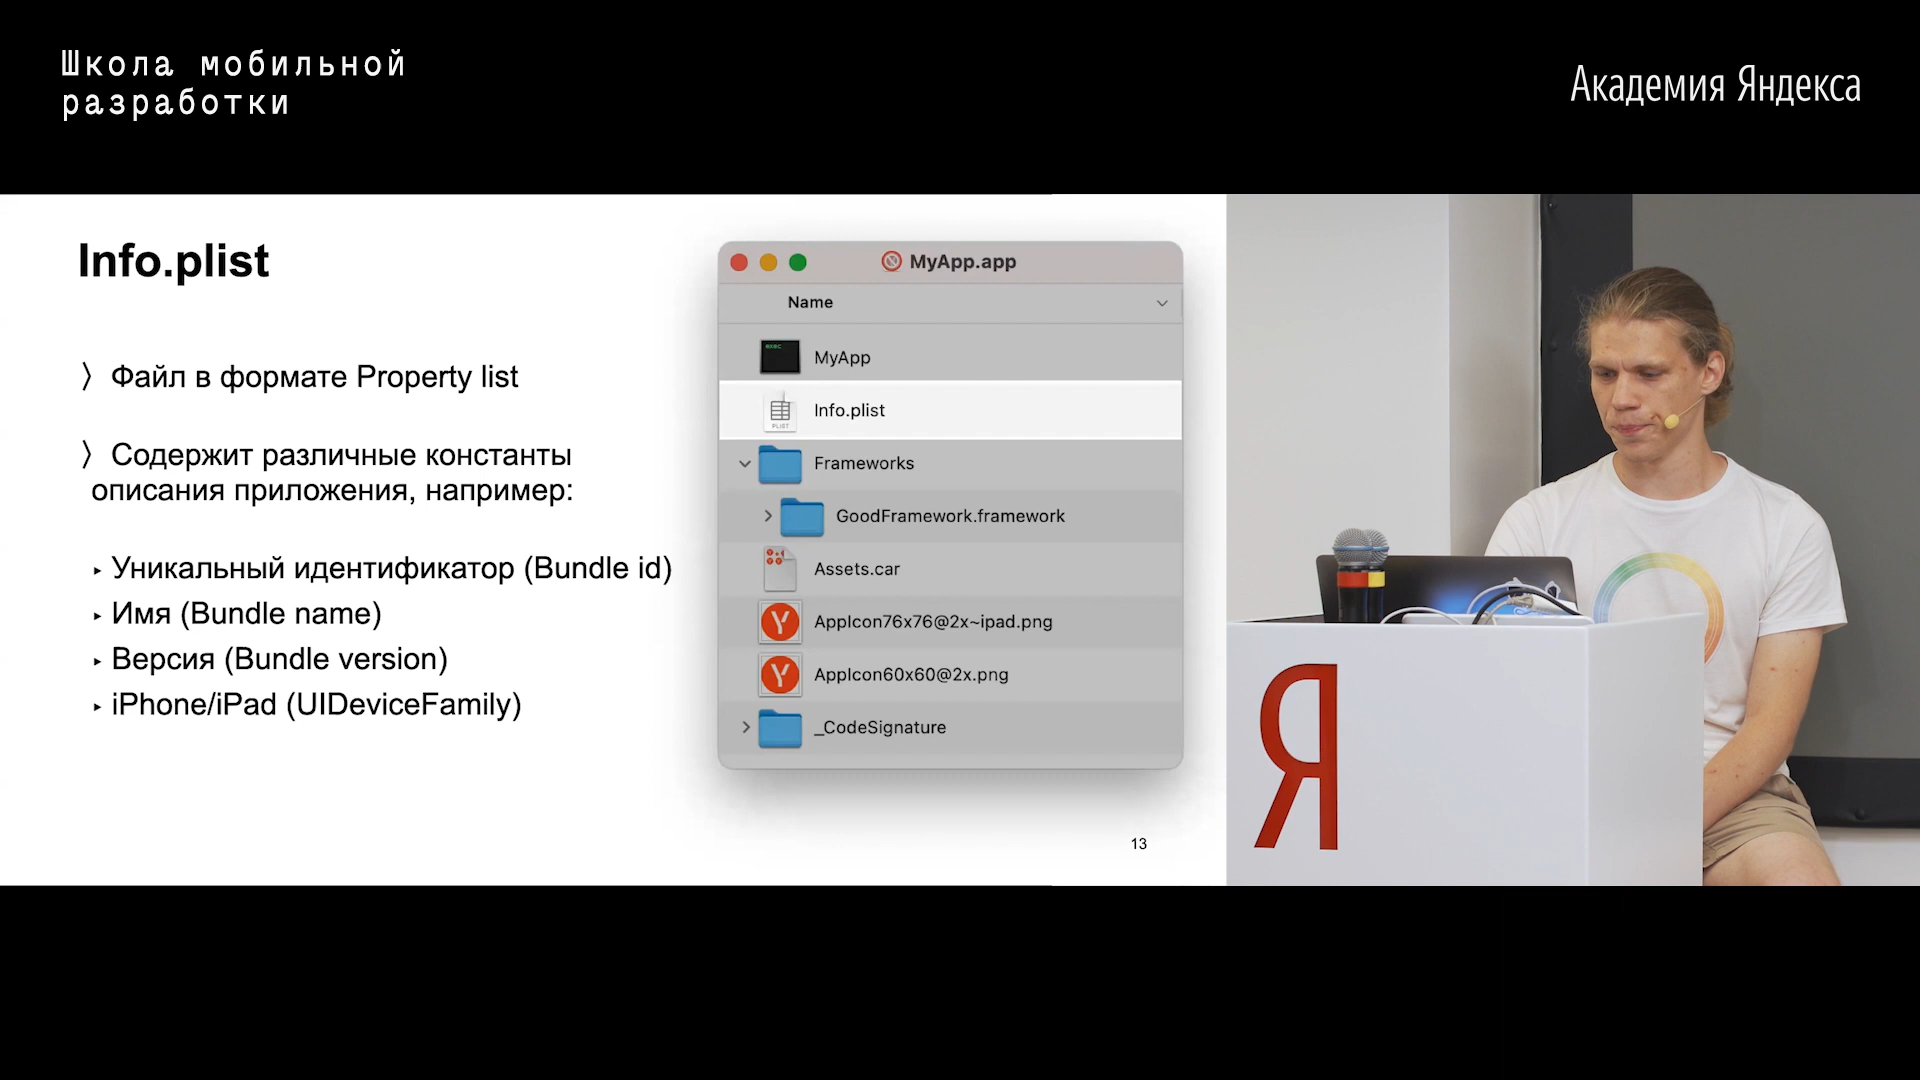 Школа мобильной
разработки
Академия Яндекса
Info.plist
〉Файл в формате Property list
〉Содержит различные константы
описания приложения, например:
‣ Уникальный идентификатор (Bundle id)
‣ Имя (Bundle name)
‣ Версия (Bundle version)
‣ iPhone/iPad (UIDeviceFamily)
MyApp.app
Name
exec
MyApp
PLIST
Info.plist
Frameworks
GoodFramework.framework
Assets.car
Y
AppIcon76x76@2x~ipad.png
Y
AppIcon60x60@2x.png
_CodeSignature
13
Я